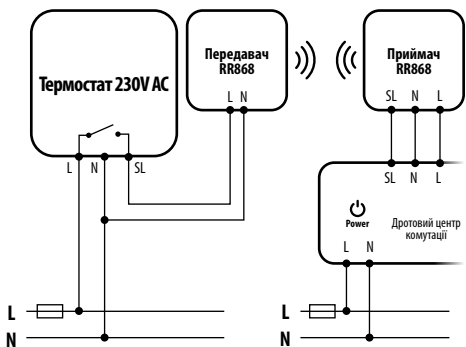 Термостат 230V AC
L N SL
Передавач
RR868
L N
Приймач
RR868
SL N L
SL N L
Power
Дротовий центр
комутації
L N
L
N
L
N